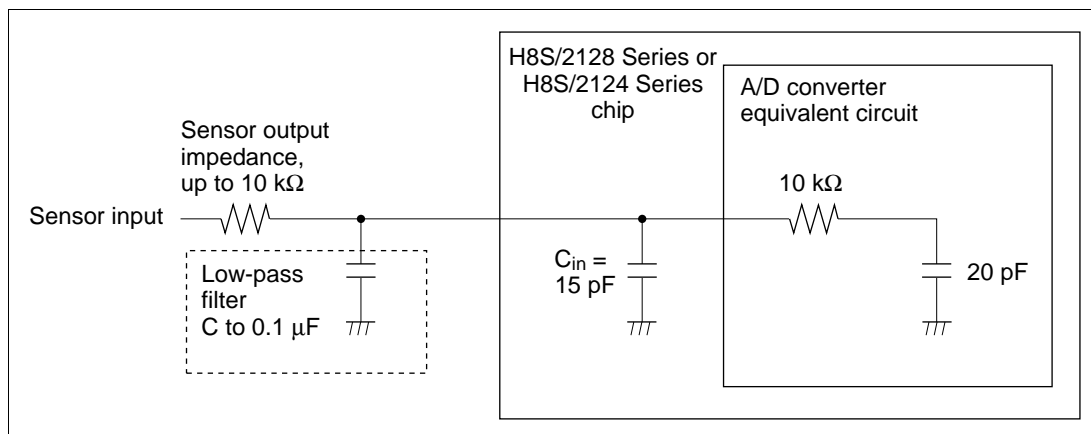 H8S/2128 Series or
H8S/2124 Series
chip
A/D converter
equivalent circuit
Sensor output
impedance,
up to 10 kΩ
10 kΩ
Sensor input
Low-pass
filter
C to 0.1 μF
Cin =
15 pF
20 pF